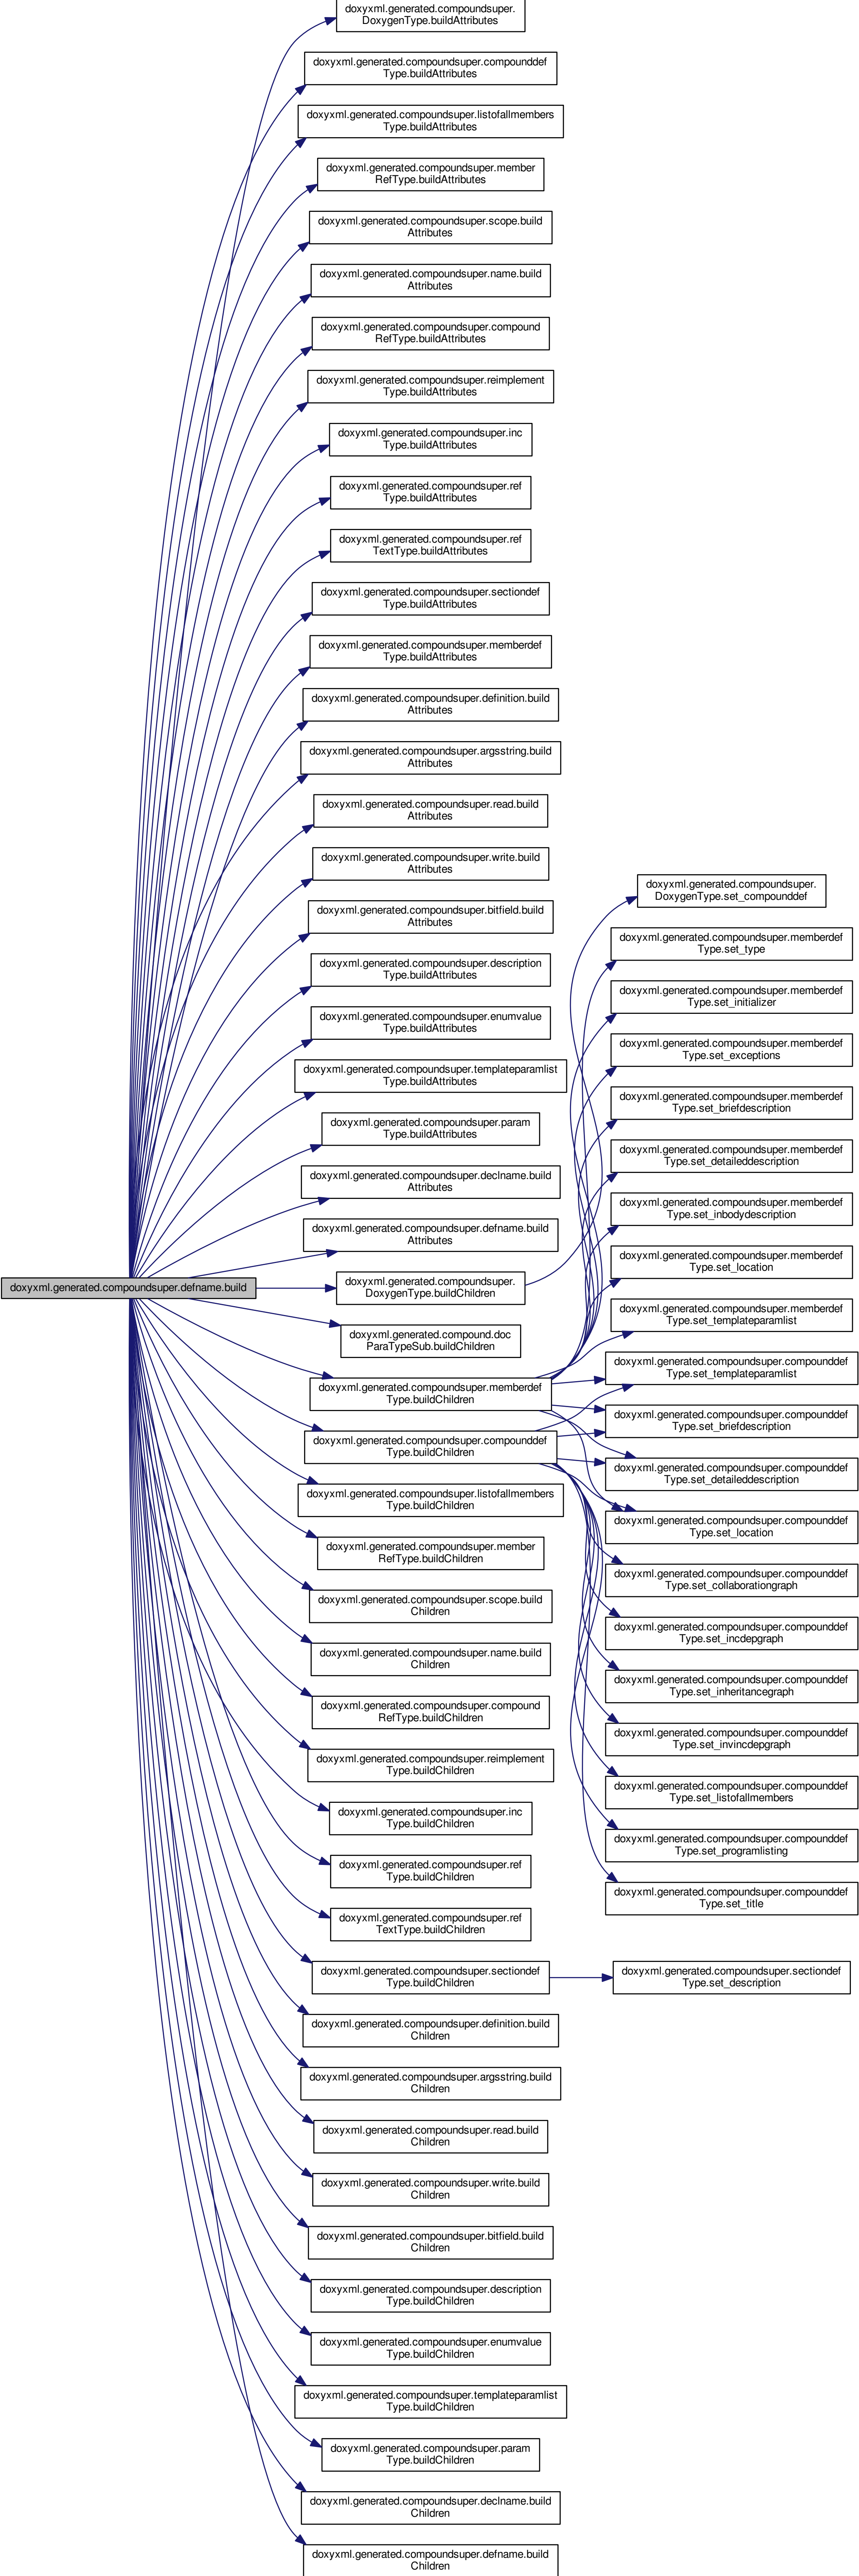 doxyxml.generated.compoundsuper.
DoxygenType.buildAttributes
doxyxml.generated.compoundsuper.compounddef
Type.buildAttributes
doxyxml.generated.compoundsuper.listofallmembers
Type.buildAttributes
doxyxml.generated.compoundsuper.member
RefType.buildAttributes
doxyxml.generated.compoundsuper.scope.build
Attributes
doxyxml.generated.compoundsuper.name.build
Attributes
doxyxml.generated.compoundsuper.compound
RefType.buildAttributes
doxyxml.generated.compoundsuper.reimplement
Type.buildAttributes
doxyxml.generated.compoundsuper.inc
Type.buildAttributes
doxyxml.generated.compoundsuper.ref
Type.buildAttributes
doxyxml.generated.compoundsuper.ref
TextType.buildAttributes
doxyxml.generated.compoundsuper.sectiondef
Type.buildAttributes
doxyxml.generated.compoundsuper.memberdef
Type.buildAttributes
doxyxml.generated.compoundsuper.definition.build
Attributes
doxyxml.generated.compoundsuper.argsstring.build
Attributes
doxyxml.generated.compoundsuper.read.build
Attributes
doxyxml.generated.compoundsuper.write.build
Attributes
doxyxml.generated.compoundsuper.bitfield.build
Attributes
doxyxml.generated.compoundsuper.description
Type.buildAttributes
doxyxml.generated.compoundsuper.enumvalue
Type.buildAttributes
doxyxml.generated.compoundsuper.templateparamlist
Type.buildAttributes
doxyxml.generated.compoundsuper.param
Type.buildAttributes
doxyxml.generated.compoundsuper.declname.build
Attributes
doxyxml.generated.compoundsuper.defname.build
Attributes
doxyxml.generated.compoundsuper.defname.build
doxyxml.generated.compoundsuper.
DoxygenType.buildChildren
doxyxml.generated.compound.doc
ParaTypeSub.buildChildren
doxyxml.generated.compoundsuper.memberdef
Type.buildChildren
doxyxml.generated.compoundsuper.compounddef
Type.buildChildren
doxyxml.generated.compoundsuper.listofallmembers
Type.buildChildren
doxyxml.generated.compoundsuper.member
RefType.buildChildren
doxyxml.generated.compoundsuper.scope.build
Children
doxyxml.generated.compoundsuper.name.build
Children
doxyxml.generated.compoundsuper.compound
RefType.buildChildren
doxyxml.generated.compoundsuper.reimplement
Type.buildChildren
doxyxml.generated.compoundsuper.inc
Type.buildChildren
doxyxml.generated.compoundsuper.ref
Type.buildChildren
doxyxml.generated.compoundsuper.ref
TextType.buildChildren
doxyxml.generated.compoundsuper.sectiondef
Type.buildChildren
doxyxml.generated.compoundsuper.definition.build
Children
doxyxml.generated.compoundsuper.argsstring.build
Children
doxyxml.generated.compoundsuper.read.build
Children
doxyxml.generated.compoundsuper.write.build
Children
doxyxml.generated.compoundsuper.bitfield.build
Children
doxyxml.generated.compoundsuper.description
Type.buildChildren
doxyxml.generated.compoundsuper.enumvalue
Type.buildChildren
doxyxml.generated.compoundsuper.templateparamlist
Type.buildChildren
doxyxml.generated.compoundsuper.param
Type.buildChildren
doxyxml.generated.compoundsuper.declname.build
Children
doxyxml.generated.compoundsuper.defname.build
Children
doxyxml.generated.compoundsuper.
DoxygenType.set_compounddef
doxyxml.generated.compoundsuper.memberdef
Type.set_type
doxyxml.generated.compoundsuper.memberdef
Type.set_initializer
doxyxml.generated.compoundsuper.memberdef
Type.set_exceptions
doxyxml.generated.compoundsuper.memberdef
Type.set_briefdescription
doxyxml.generated.compoundsuper.memberdef
Type.set_detaileddescription
doxyxml.generated.compoundsuper.memberdef
Type.set_inbodydescription
doxyxml.generated.compoundsuper.memberdef
Type.set_location
doxyxml.generated.compoundsuper.memberdef
Type.set_templateparamlist
doxyxml.generated.compoundsuper.compounddef
Type.set_templateparamlist
doxyxml.generated.compoundsuper.compounddef
Type.set_briefdescription
doxyxml.generated.compoundsuper.compounddef
Type.set_detaileddescription
doxyxml.generated.compoundsuper.compounddef
Type.set_location
doxyxml.generated.compoundsuper.compounddef
Type.set_collaborationgraph
doxyxml.generated.compoundsuper.compounddef
Type.set_incdepgraph
doxyxml.generated.compoundsuper.compounddef
Type.set_inheritancegraph
doxyxml.generated.compoundsuper.compounddef
Type.set_invincdepgraph
doxyxml.generated.compoundsuper.compounddef
Type.set_listofallmembers
doxyxml.generated.compoundsuper.compounddef
Type.set_programlisting
doxyxml.generated.compoundsuper.compounddef
Type.set_title
doxyxml.generated.compoundsuper.sectiondef
Type.set_description